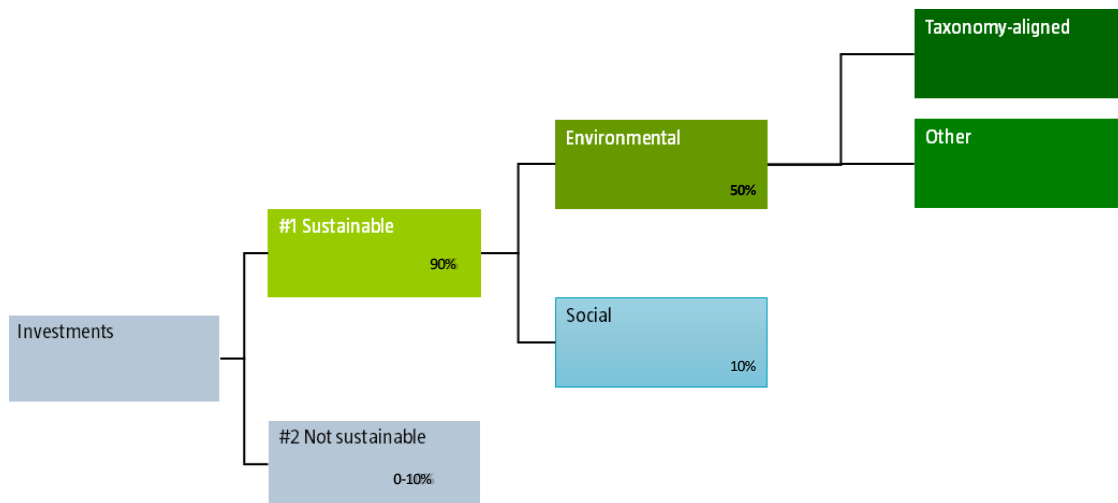 Taxonomy-aligned
Environmental
50%
Other
#1 Sustainable
90%
Social
10%
Investments
#2 Not sustainable
0-10%